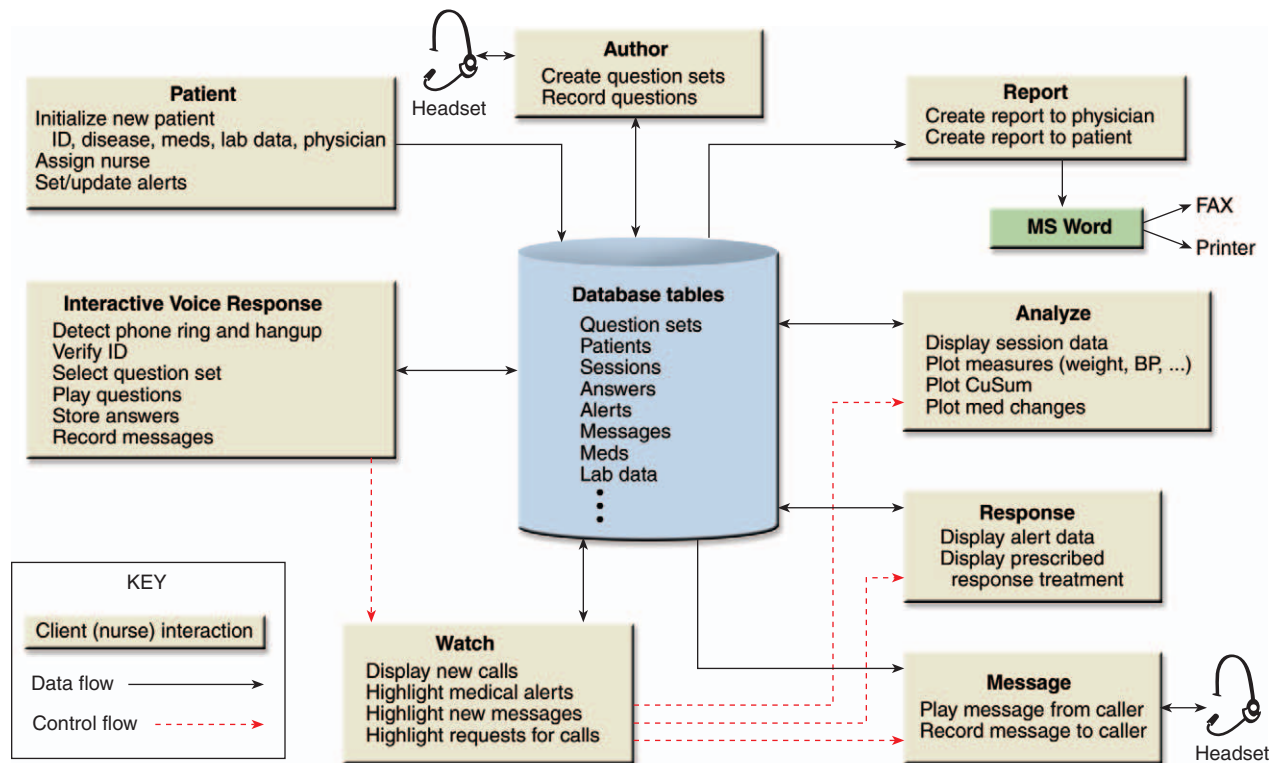 Author
Create question sets
Record questions
Headset
Patient
Initialize new patient
ID, disease, meds, lab data, physician
Assign nurse
Set/update alerts
Report
Create report to physician
Create report to patient
MS Word
FAX
Printer
Interactive Voice Response
Detect phone ring and hangup
Verify ID
Select question set
Play questions
Store answers
Record messages
Database tables
Question sets
Patients
Sessions
Answers
Alerts
Messages
Meds
Lab data
Analyze
Display session data
Plot measures (weight, BP, ...)
Plot CuSum
Plot med changes
Response
Display alert data
Display prescribed
response treatment
KEY
Client (nurse) interaction
Data flow
Control flow
Watch
Display new calls
Highlight medical alerts
Highlight new messages
Highlight requests for calls
Message
Play message from caller
Record message to caller
Headset